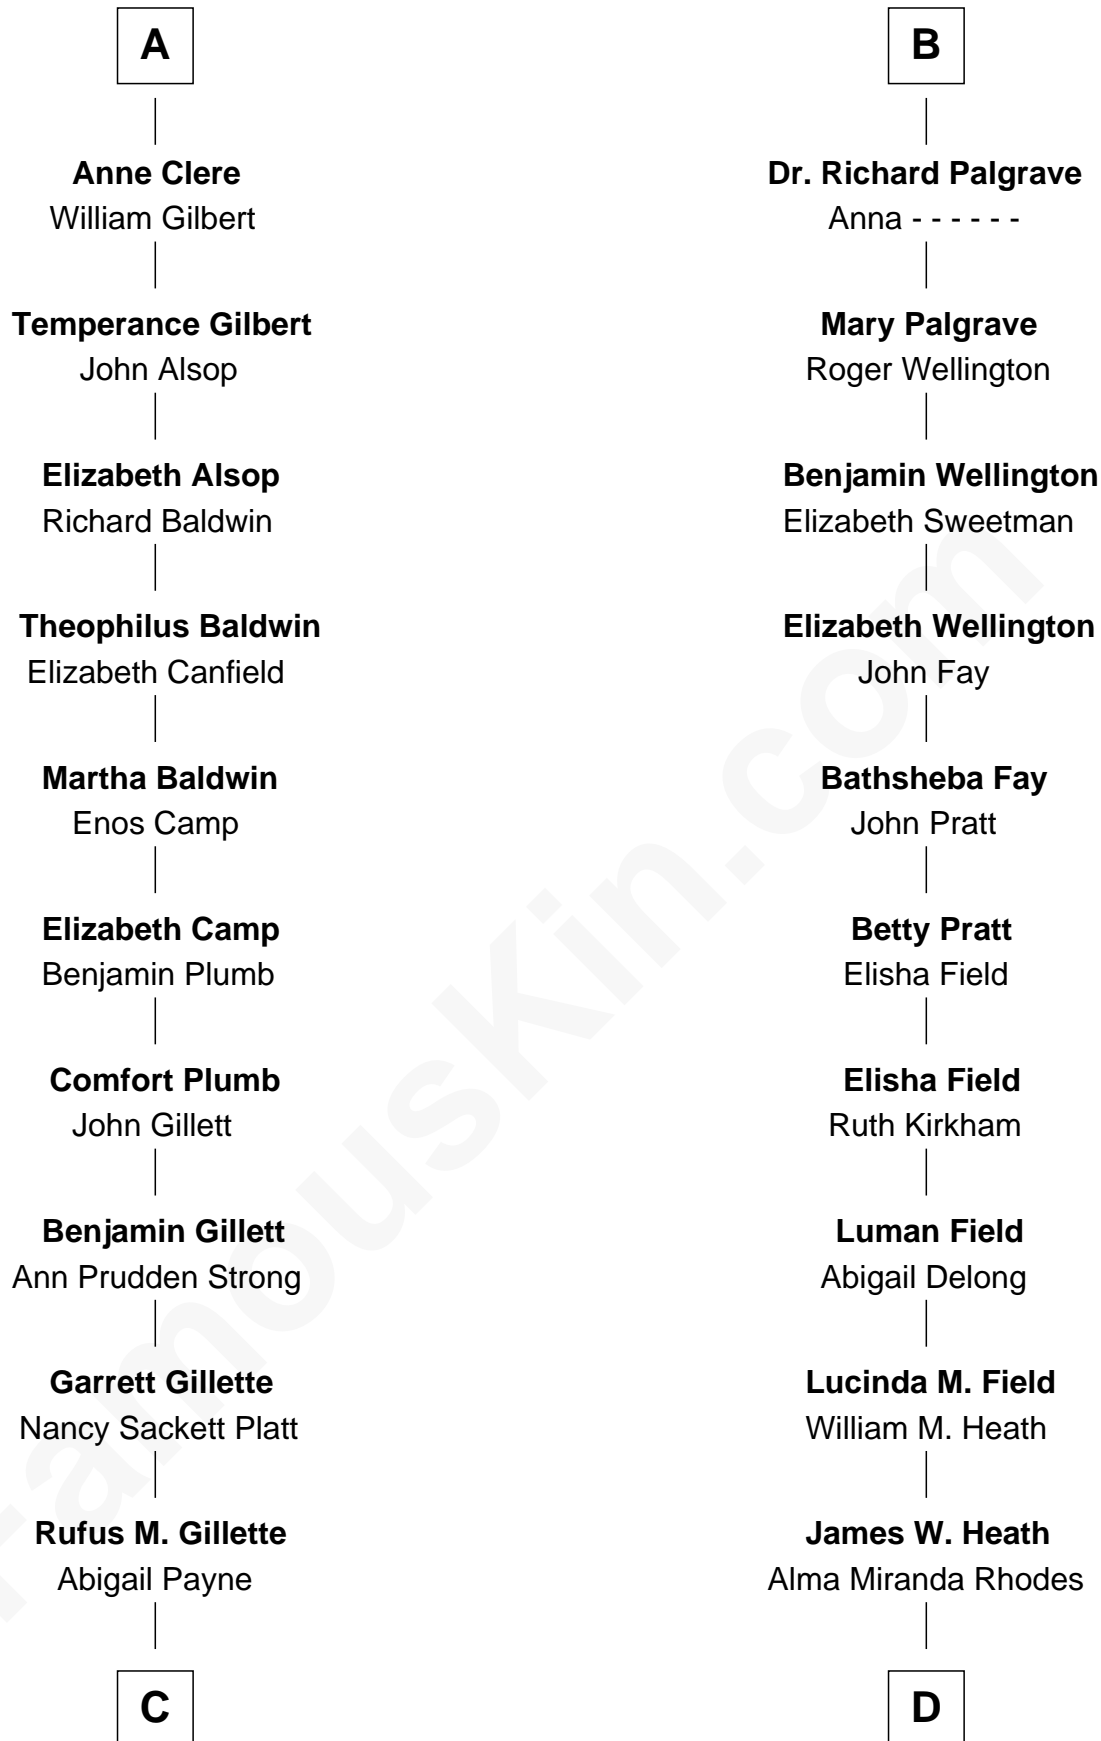 A
Anne Clere
William Gilbert
Temperance Gilbert
John Alsop
Elizabeth Alsop
Richard Baldwin
Theophilus Baldwin
Elizabeth Canfield
Martha Baldwin
Enos Camp
Elizabeth Camp
Benjamin Plumb
Comfort Plumb
John Gillett
Benjamin Gillett
Ann Prudden Strong
Garrett Gillette
Nancy Sackett Platt
Rufus M. Gillette
Abigail Payne
C
B
Dr. Richard Palgrave
Anna - - - - - -
Mary Palgrave
Roger Wellington
Benjamin Wellington
Elizabeth Sweetman
Elizabeth Wellington
John Fay
Bathsheba Fay
John Pratt
Betty Pratt
Elisha Field
Elisha Field
Ruth Kirkham
Luman Field
Abigail Delong
Lucinda M. Field
William M. Heath
James W. Heath
Alma Miranda Rhodes
D
FamousKin.com